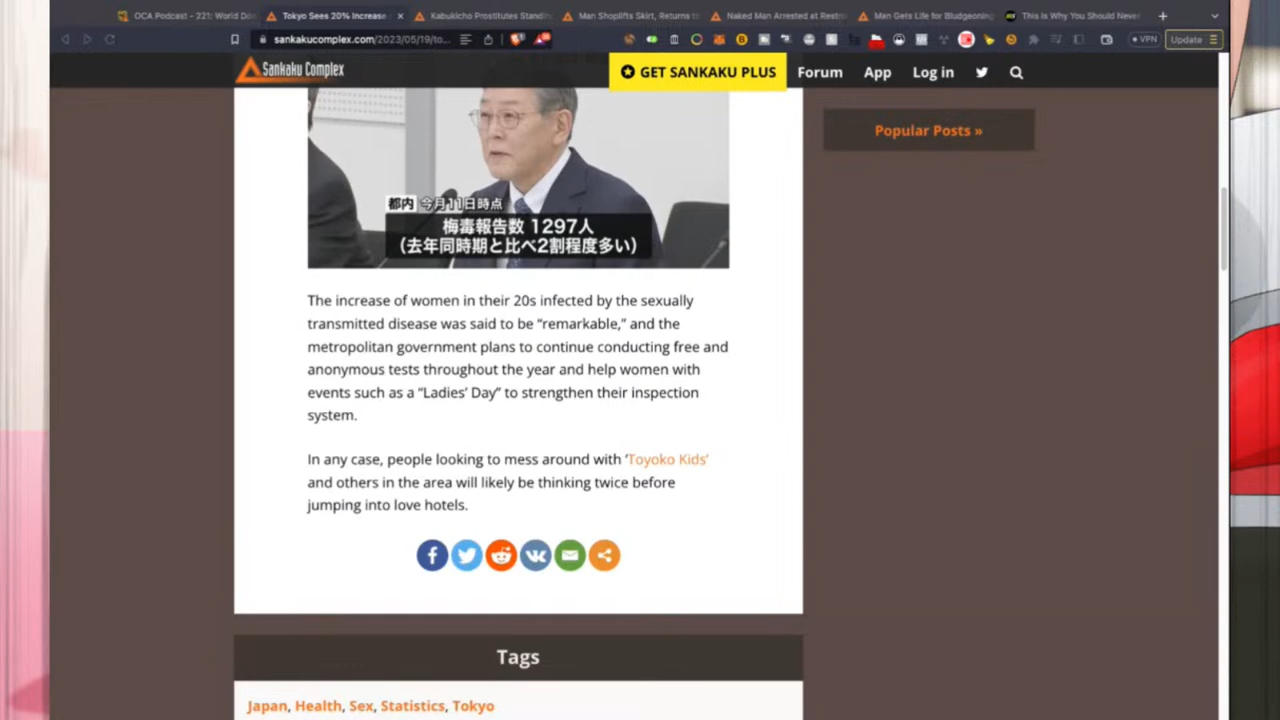 OCA Podcast - 221: World Do
Tokyo Sees 20% Increase
Kabukicho Prostitutes Standin
Man Shoplifts Skirt, Returns t
Naked Man Arrested at Restr
Man Gets Life for Bludgeoning
This Is Why You Should Never
sankakucomplex.com/2023/05/19/to...
VPN
Update
Sankaku Complex
GET SANKAKU PLUS
Forum
App
Log in
Popular Posts »
都内 今月11日時点
梅毒報告数 1297人
(去年同時期と比べ2割程度多い)
The increase of women in their 20s infected by the sexually
transmitted disease was said to be “remarkable,” and the
metropolitan government plans to continue conducting free and
anonymous tests throughout the year and help women with
events such as a “Ladies’ Day” to strengthen their inspection
system.
In any case, people looking to mess around with ‘Toyoko Kids’
and others in the area will likely be thinking twice before
jumping into love hotels.
Tags
Japan, Health, Sex, Statistics, Tokyo